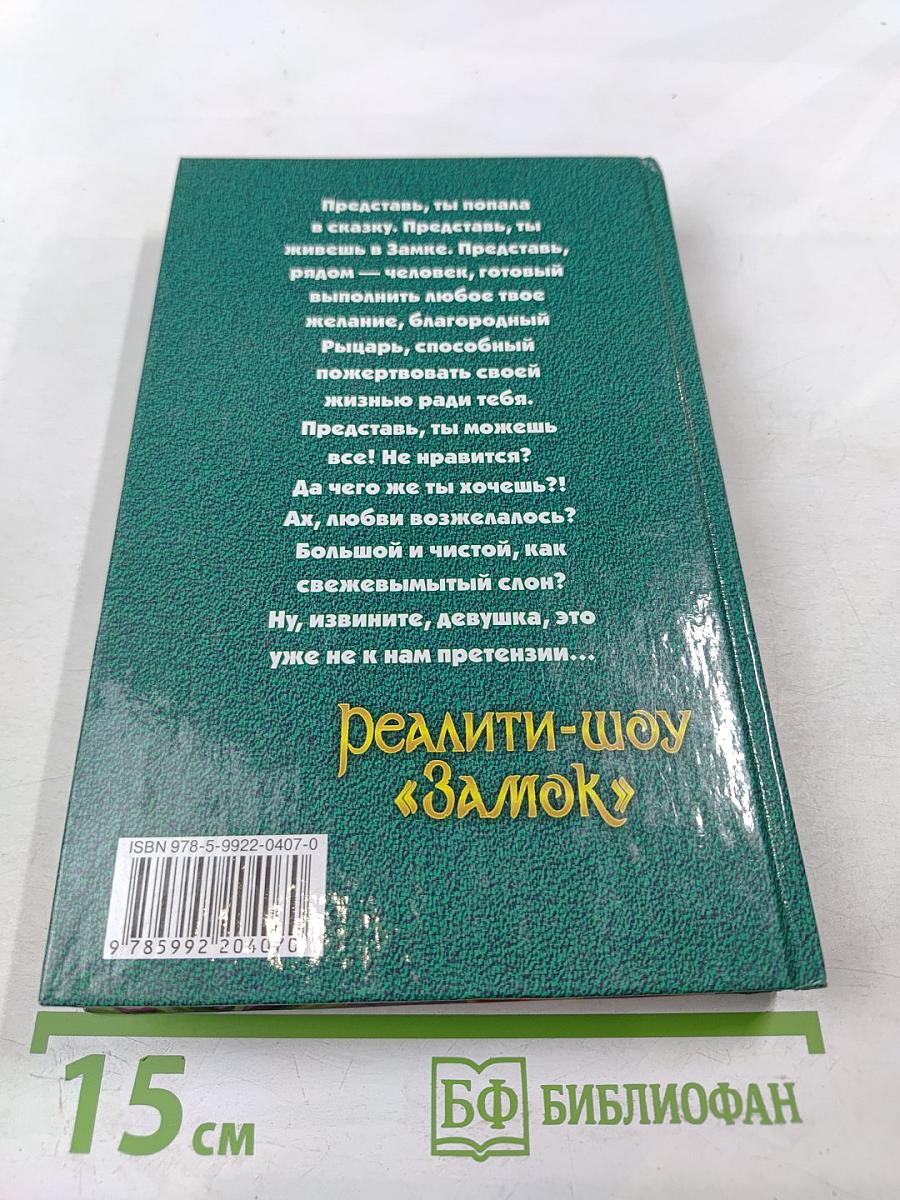 Представь, ты попала
в сказку. Представь, ты
живешь в Замке. Представь,
рядом — человек, готовый
выполнить любое твое
желание, благородный
Рыцарь, способный
пожертвовать своей
жизнью ради тебя.
Представь, ты можешь
все! Не нравится?
Да чего же ты хочешь?!
Ах, любви возжелалось?
Большой и чистой, как
свежевымытый слон?
Ну, извините, девушка, это
уже не к нам претензии...
Реалити-шоу
«Замок»
ISBN 978-5-9922-0407-0
9 785992 204070
15 см
БФ БИБЛИОФАН